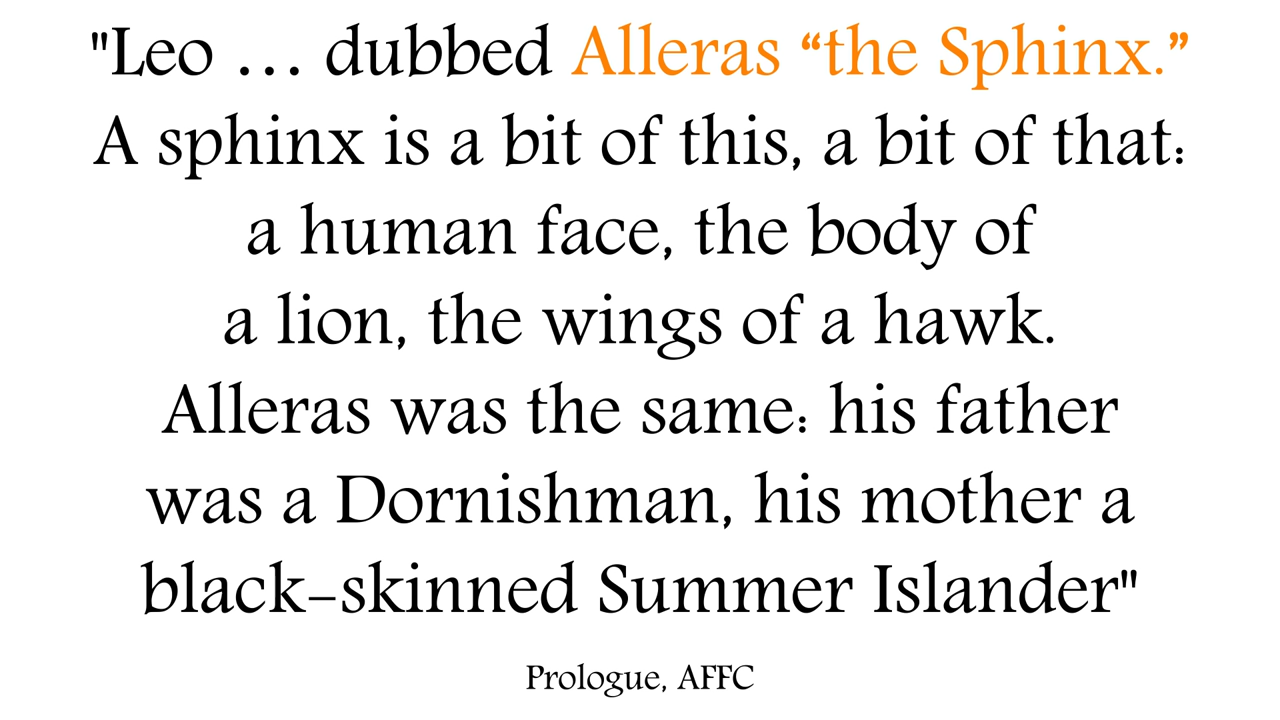 "Leo … dubbed Alleras “the Sphinx.”
A sphinx is a bit of this, a bit of that:
a human face, the body of
a lion, the wings of a hawk.
Alleras was the same: his father
was a Dornishman, his mother a
black-skinned Summer Islander"
Prologue, AFFC